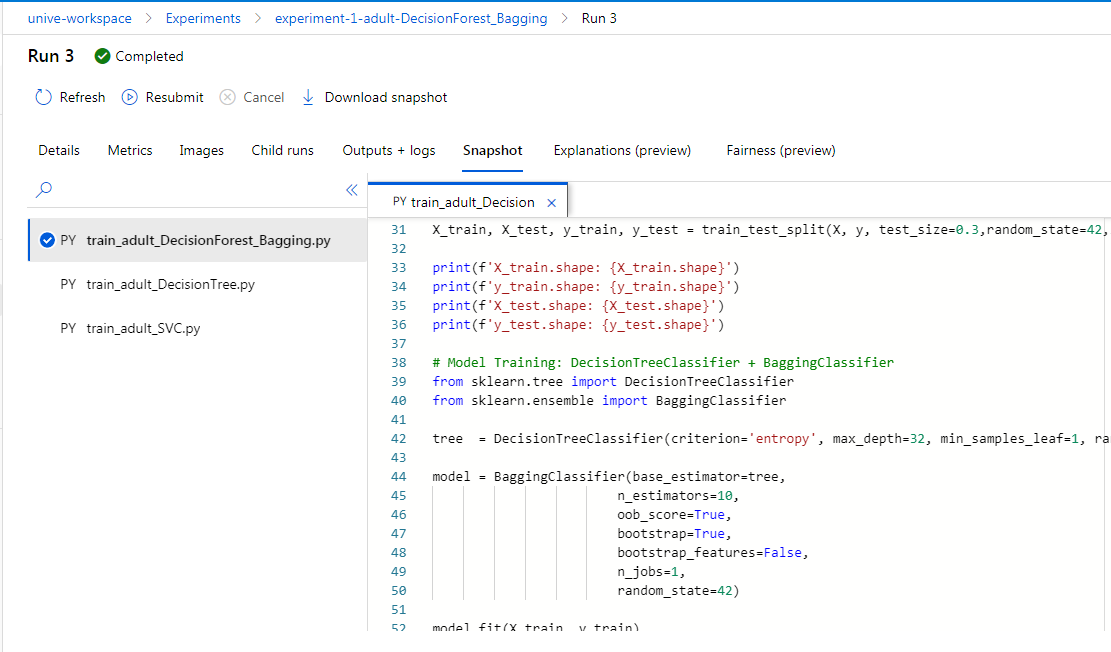 unive-workspace > Experiments > experiment-1-adult-DecisionForest_Bagging > Run 3
Run 3 Completed
Refresh Resubmit Cancel Download snapshot
Details Metrics Images Child runs Outputs + logs Snapshot Explanations (preview) Fairness (preview)
PY train_adult_DecisionForest_Bagging.py
PY train_adult_DecisionTree.py
PY train_adult_SVC.py
PY train_adult_Decision ×
31 X_train, X_test, y_train, y_test = train_test_split(X, y, test_size=0.3,random_state=42,
32
33 print(f'X_train.shape: {X_train.shape}')
34 print(f'y_train.shape: {y_train.shape}')
35 print(f'X_test.shape: {X_test.shape}')
36 print(f'y_test.shape: {y_test.shape}')
37
38 # Model Training: DecisionTreeClassifier + BaggingClassifier
39 from sklearn.tree import DecisionTreeClassifier
40 from sklearn.ensemble import BaggingClassifier
41
42 tree  = DecisionTreeClassifier(criterion='entropy', max_depth=32, min_samples_leaf=1, ra
43
44 model = BaggingClassifier(base_estimator=tree,
45 n_estimators=10,
46 oob_score=True,
47 bootstrap=True,
48 bootstrap_features=False,
49 n_jobs=1,
50 random_state=42)
51
52 model.fit(X_train, y_train)